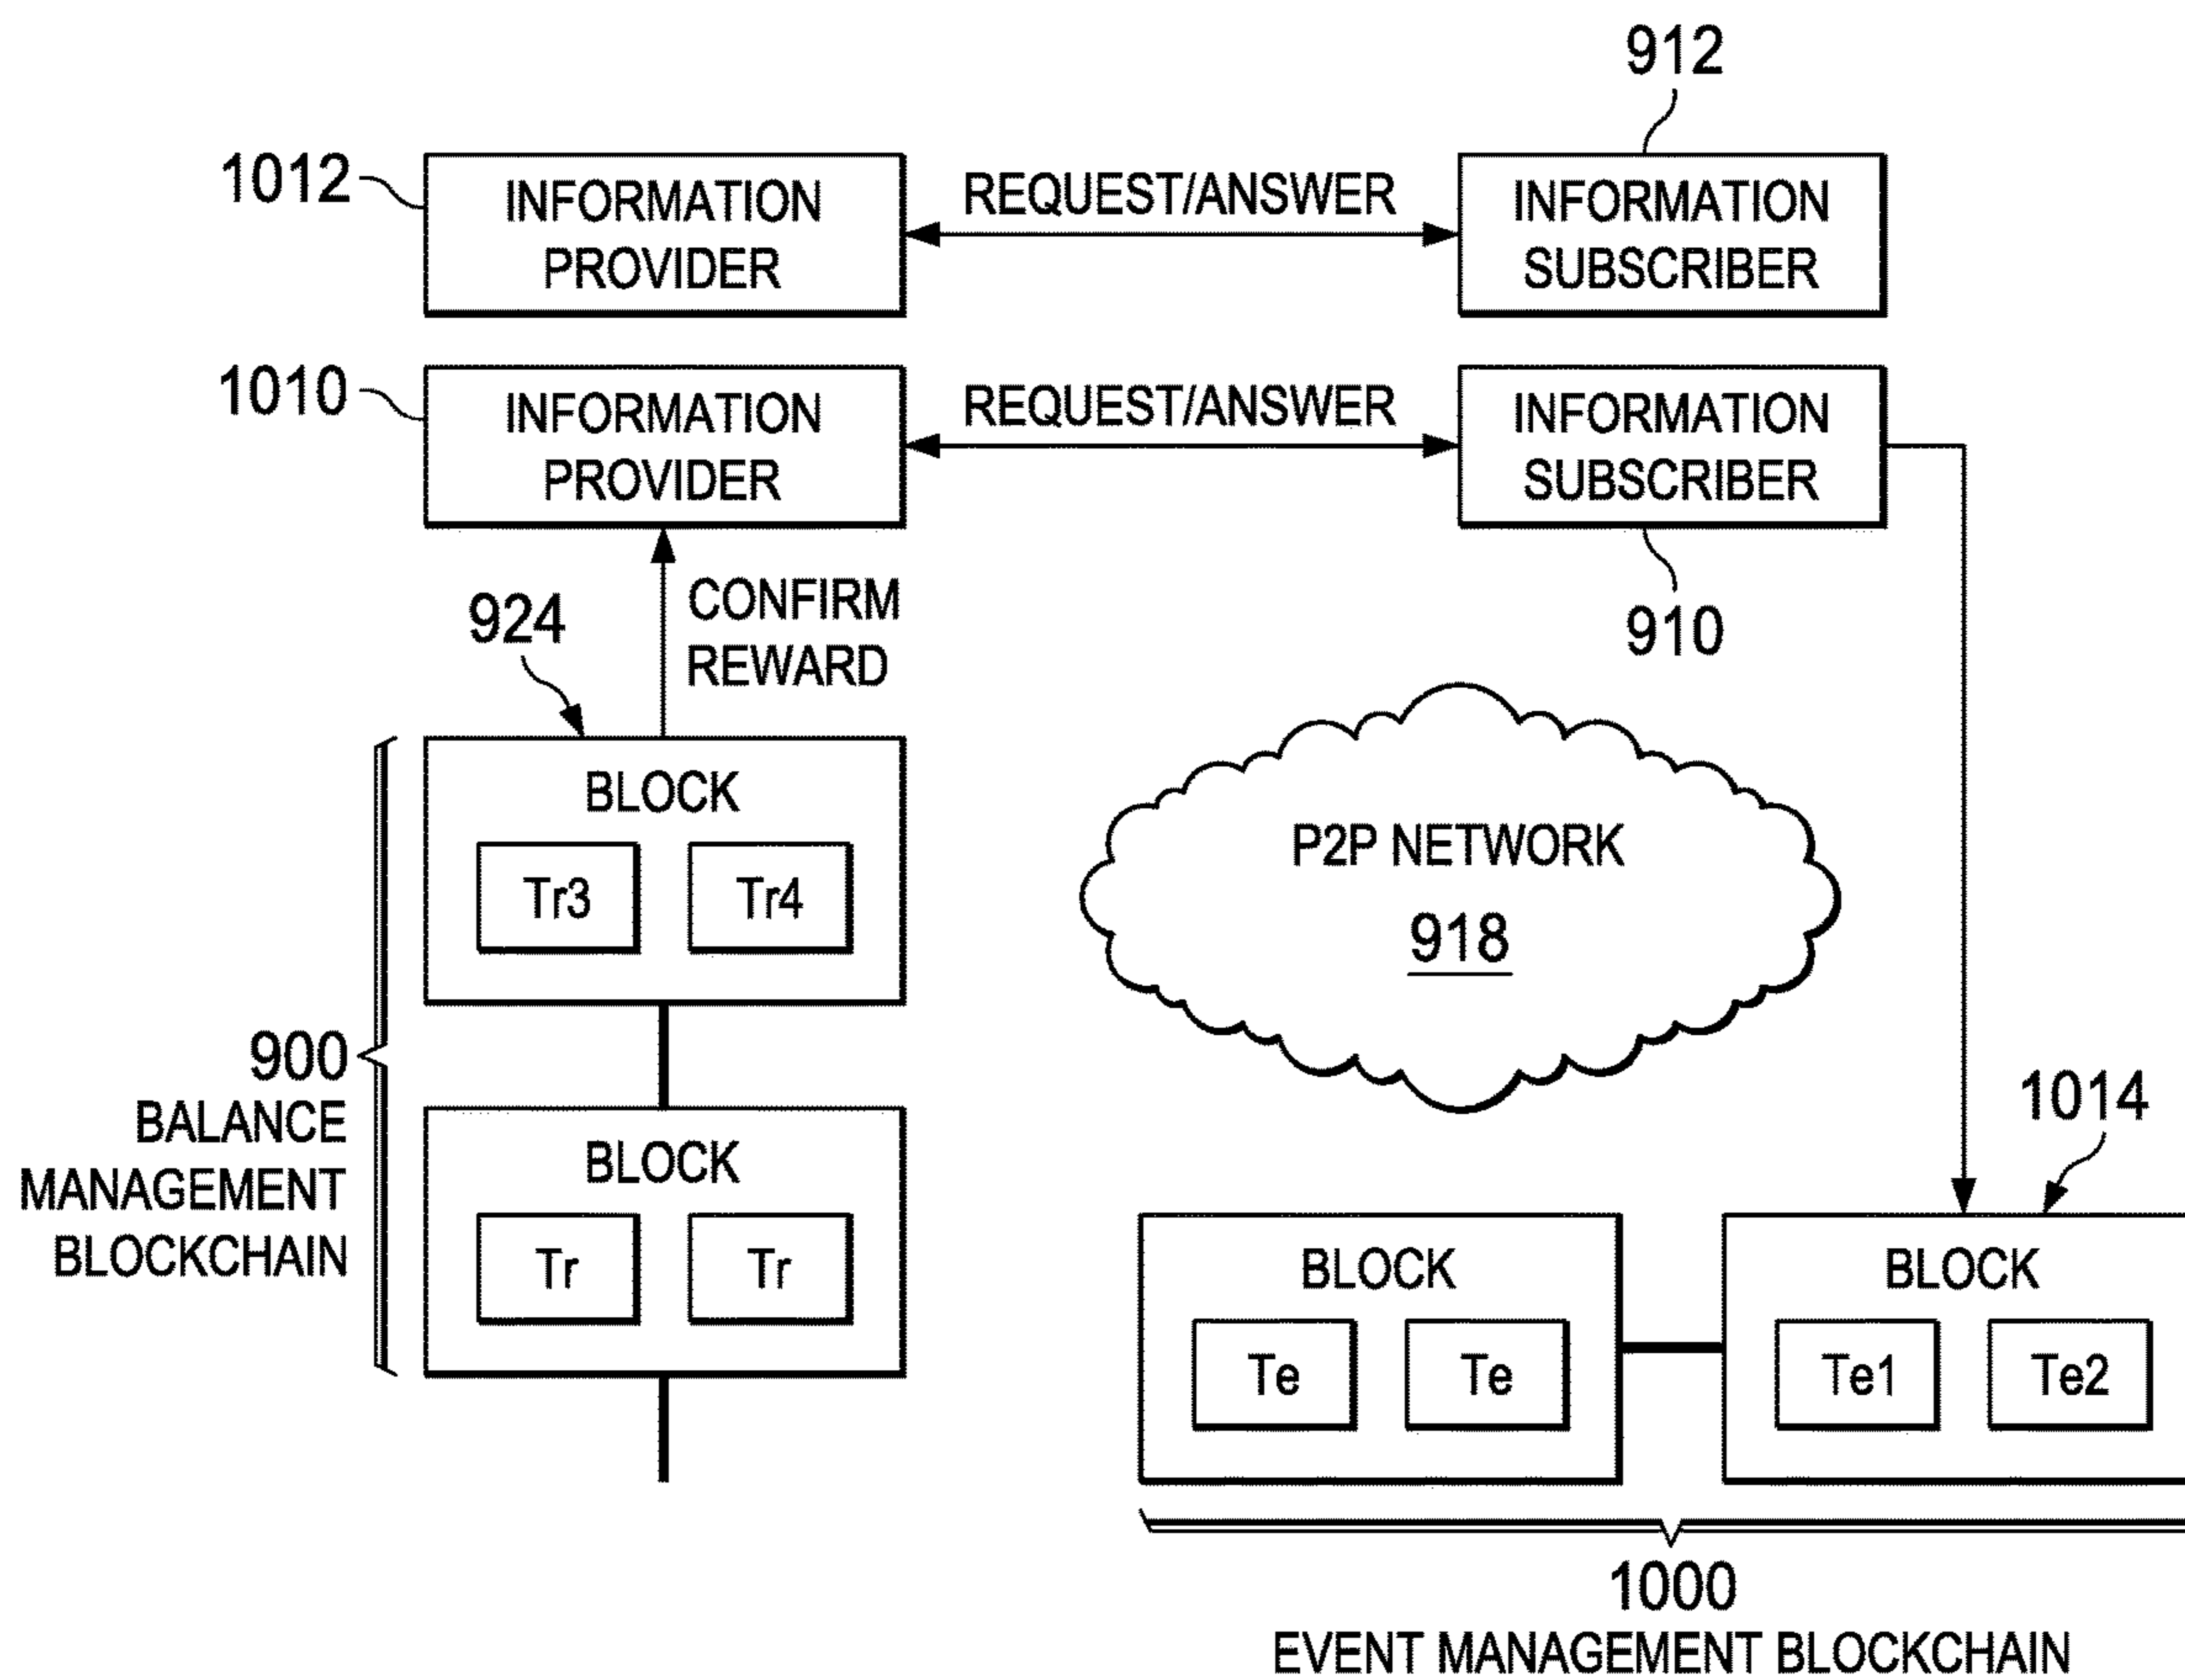 912
1012
INFORMATION
PROVIDER
REQUEST/ANSWER
INFORMATION
SUBSCRIBER
1010
INFORMATION
PROVIDER
REQUEST/ANSWER
INFORMATION
SUBSCRIBER
910
924
CONFIRM
REWARD
BLOCK
Tr3
Tr4
P2P NETWORK
918
900
BALANCE
MANAGEMENT
BLOCKCHAIN
BLOCK
Tr
Tr
1014
BLOCK
Te
Te
BLOCK
Te1
Te2
1000
EVENT MANAGEMENT BLOCKCHAIN